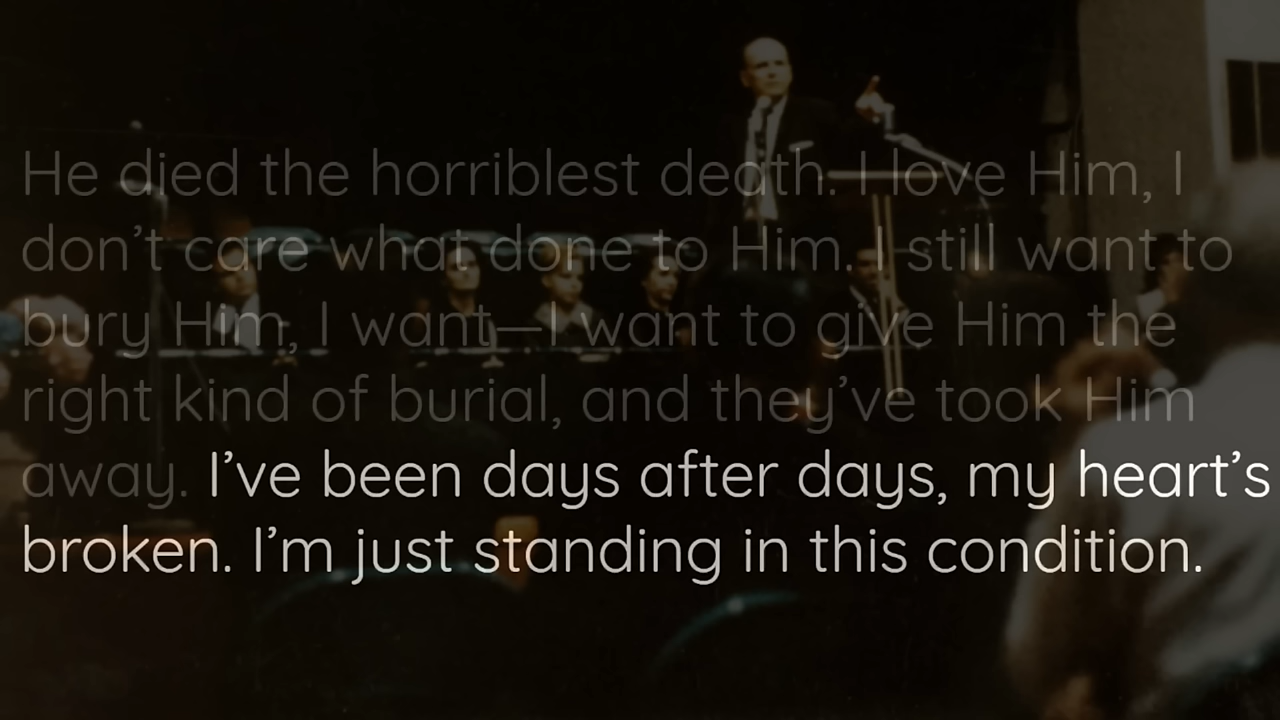 He died the horriblest death. I love Him, I
don’t care what done to Him. I still want to
bury Him, I want—I want to give Him the
right kind of burial, and they’ve took Him
away. I’ve been days after days, my heart’s
broken. I’m just standing in this condition.